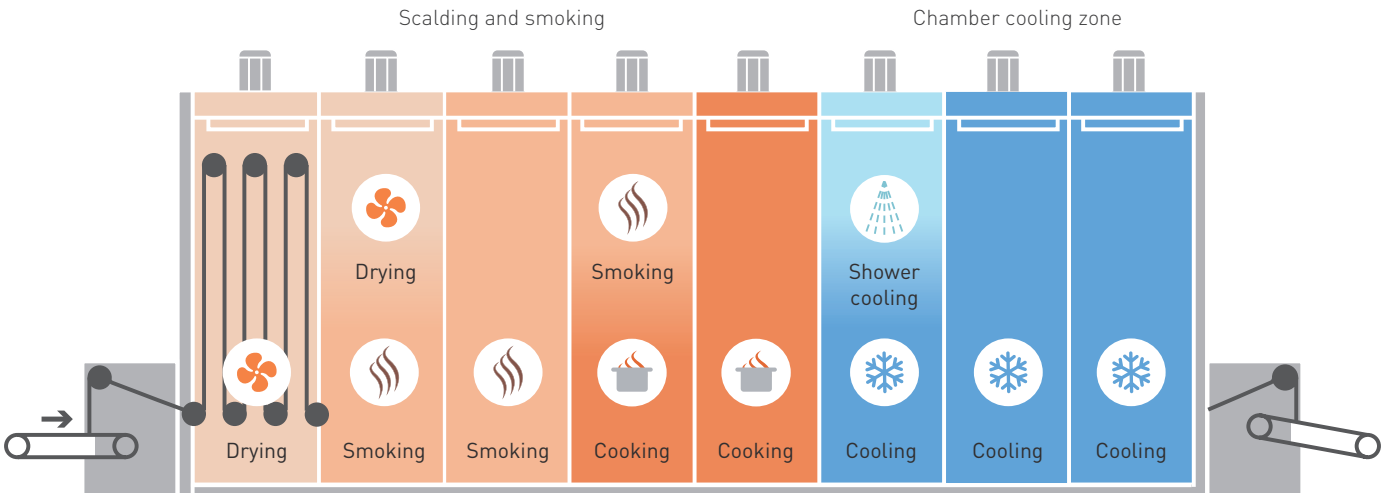 Scalding and smoking
Chamber cooling zone
Drying
Smoking
Shower
cooling
Drying
Smoking
Smoking
Cooking
Cooking
Cooling
Cooling
Cooling